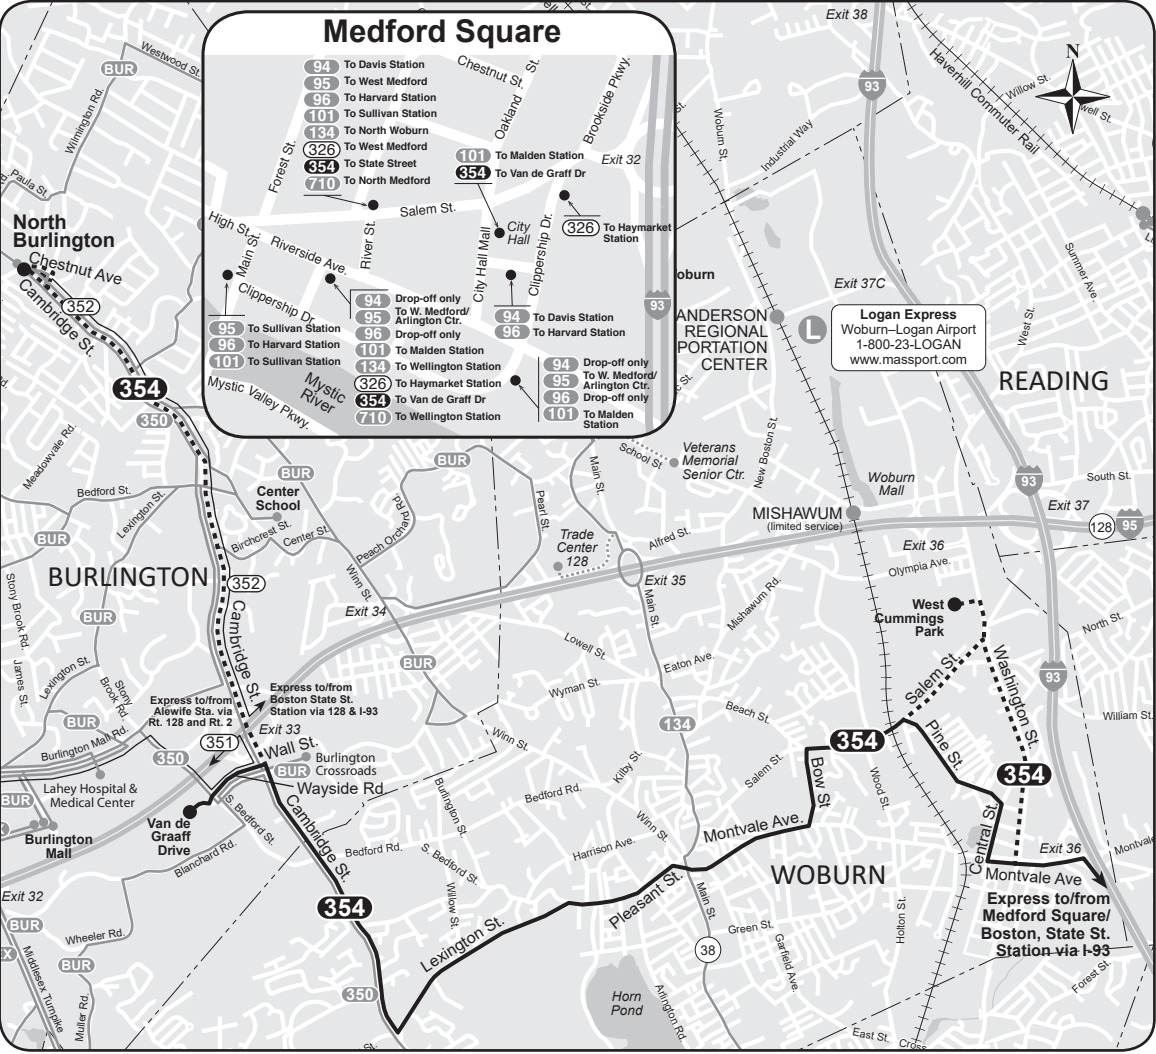 Medford Square
94 To Davis Station
95 To West Medford
96 To Harvard Station
101 To Sullivan Station
134 To North Woburn
326 To West Medford
354 To State Street
710 To North Medford
101 To Malden Station
354 To Van de Graff Dr
Chestnut St.
Oakland St.
Brookside Pkwy.
Exit 32
Forest St.
Salem St.
High St.
Main St.
Riverside Ave.
River St.
City Hall Mall
City
Hall
Clippership Dr.
326 To Haymarket
Station
Clippership Dr.
95 To Sullivan Station
96 To Harvard Station
101 To Sullivan Station
94 Drop-off only
95 To W. Medford/
Arlington Ctr.
96 Drop-off only
101 To Malden Station
134 To Wellington Station
326 To Haymarket Station
354 To Van de Graff Dr
710 To Wellington Station
94 To Davis Station
96 To Harvard Station
94 Drop-off only
95 To W. Medford/
Arlington Ctr.
96 Drop-off only
101 To Malden
Station
Mystic
River
Mystic Valley Pkwy.
93
Exit 38
93
N
Haverhill Commuter Rail
Willow St.
well St.
Westwood St.
BUR
Wilmington Rd.
Paula St.
Woburn St.
Industrial Way
North
Burlington
Chestnut Ave
Cambridge St.
352
354
350
oburn
ANDERSON
REGIONAL
PORTATION
CENTER
L
Exit 37C
Logan Express
Woburn–Logan Airport
1-800-23-LOGAN
www.massport.com
Summer Ave.
West St.
READING
Meadowvale Rd.
Bedford St.
Lexington St.
BUR
BUR
BUR
Center
School
Birchcrest St.
Center St.
Peach Orchard Rd.
Pearl St.
Main St.
School St
Veterans
Memorial
Senior Ctr.
New Boston St.
Woburn
Mall
93
South St.
Exit 37
128
95
MISHAWUM
(limited service)
Trade
Center
128
Alfred St.
Exit 35
Exit 36
Olympia Ave.
BURLINGTON
352
Cambridge St.
Winn St.
Exit 34
Stony Brook Rd.
BUR
James St.
Lexington St.
Stony
Brook Rd.
BUR
Main St.
Mishawum Rd.
West
Cummings
Park
North St.
Lowell St.
Eaton Ave.
Wyman St.
Beach St.
Salem St.
Washington St.
93
William St.
Express to/from
Alewife Sta. via
Rt. 128 and Rt. 2
Express to/from
Boston State St.
Station via 128 & I-93
BUR
Burlington Mall Rd.
351
350
Exit 33
Wall St.
BUR
Burlington
Crossroads
Wayside Rd
Winn St.
134
354
Pine St.
354
BUR
Lahey Hospital &
Medical Center
Burlington
Mall
Van de
Graaff
Drive
S. Bedford St.
Cambridge St.
Blanchard Rd.
Bedford Rd.
Burlington St.
S. Bedford St.
Willow St.
Bedford Rd.
Harrison Ave.
Kilby St.
Winn St.
Salem St.
Bow St
Wood St.
Montvale Ave.
Central St.
Exit 36
Montvale
Montvale Ave
Exit 32
BUR
X
Middlesex Turnpike
Wheeler Rd.
BUR
Muller Rd.
354
350
Lexington St.
Pleasant St.
Main St.
38
Green St.
Garfield Ave.
Holton St.
WOBURN
Express to/from
Medford Square/
Boston, State St.
Station via I-93
Forest St.
Horn
Pond
Arlington Rd.
East St.
Cross
St.